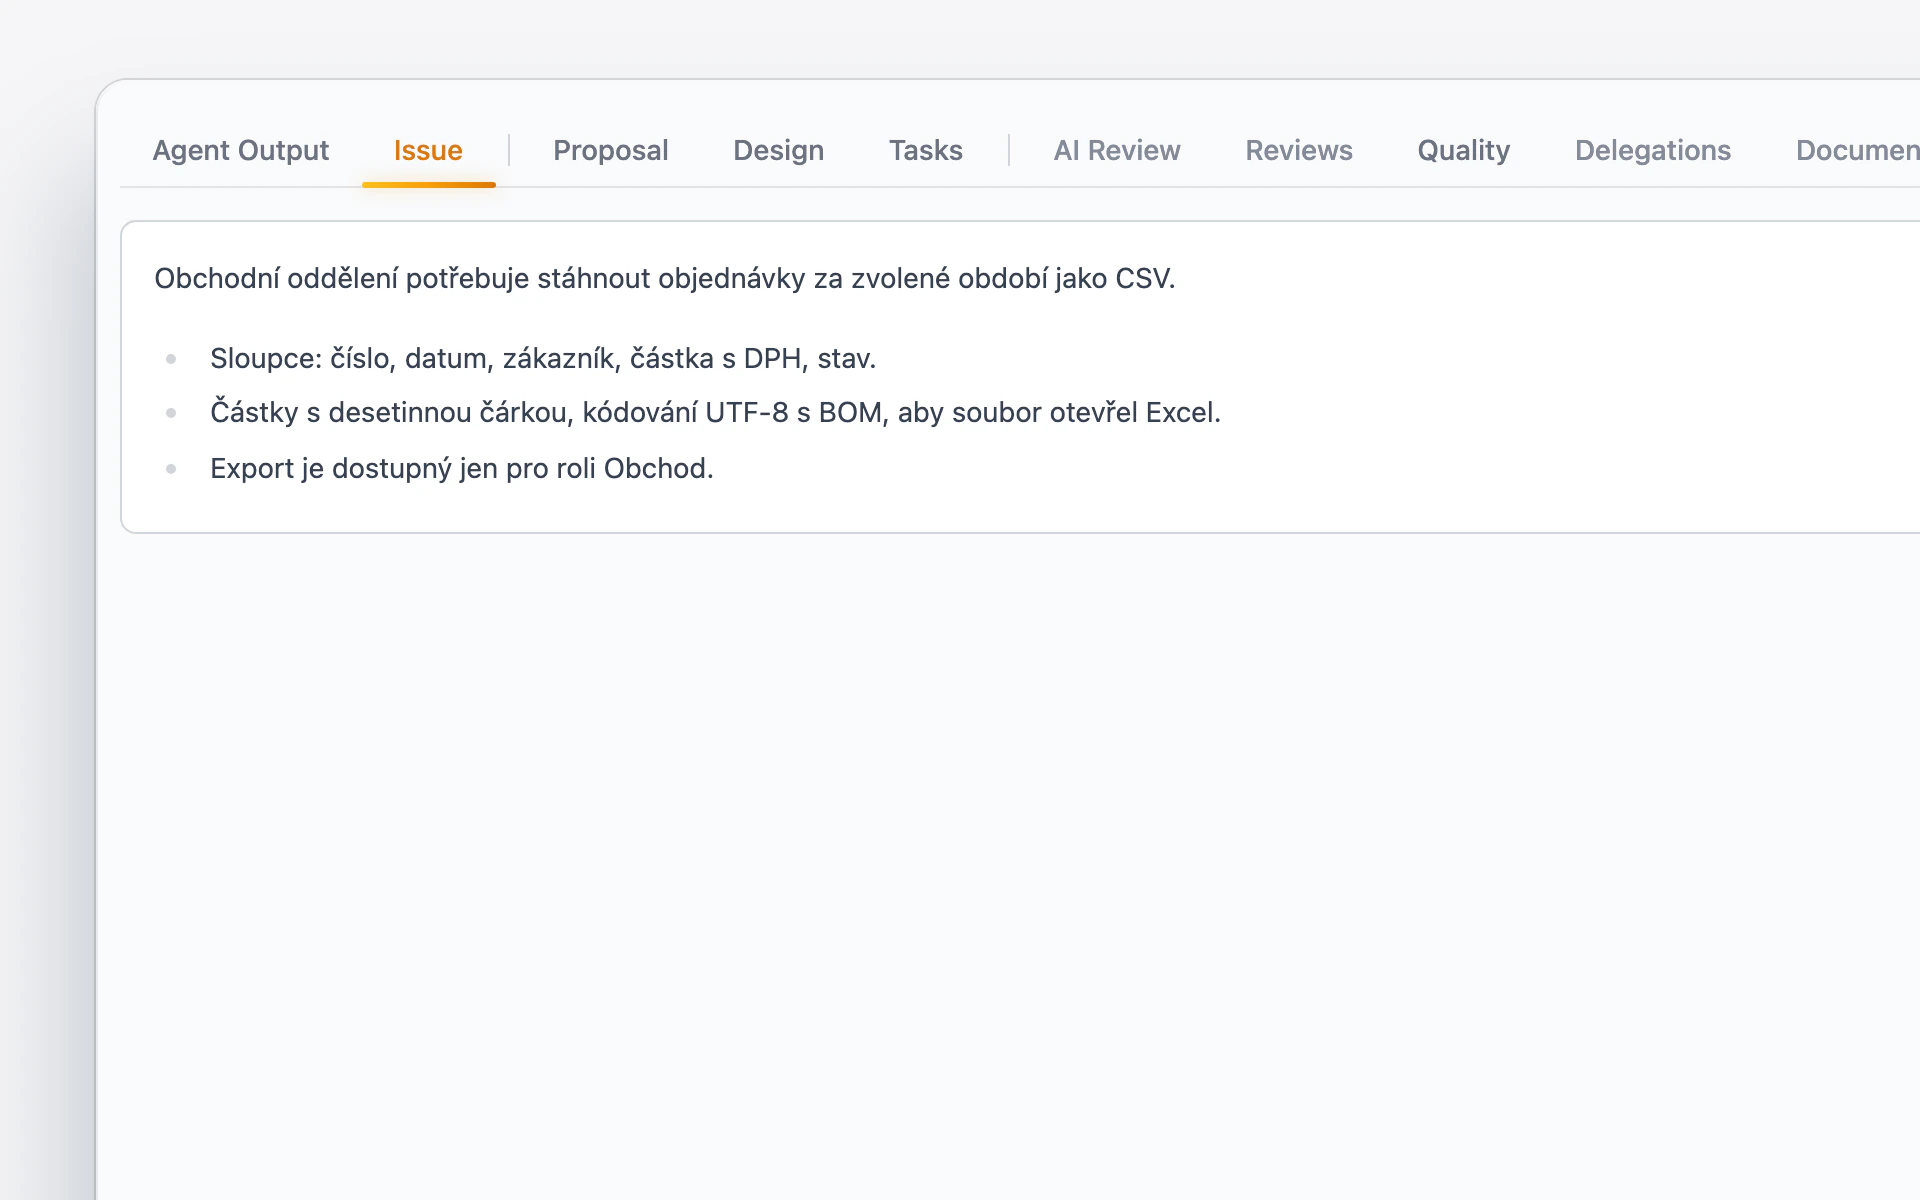 Agent Output Issue Proposal Design Tasks AI Review Reviews Quality Delegations Documen
Obchodní oddělení potřebuje stáhnout objednávky za zvolené období jako CSV.
Sloupce: číslo, datum, zákazník, částka s DPH, stav.
Částky s desetinnou čárkou, kódování UTF-8 s BOM, aby soubor otevřel Excel.
Export je dostupný jen pro roli Obchod.